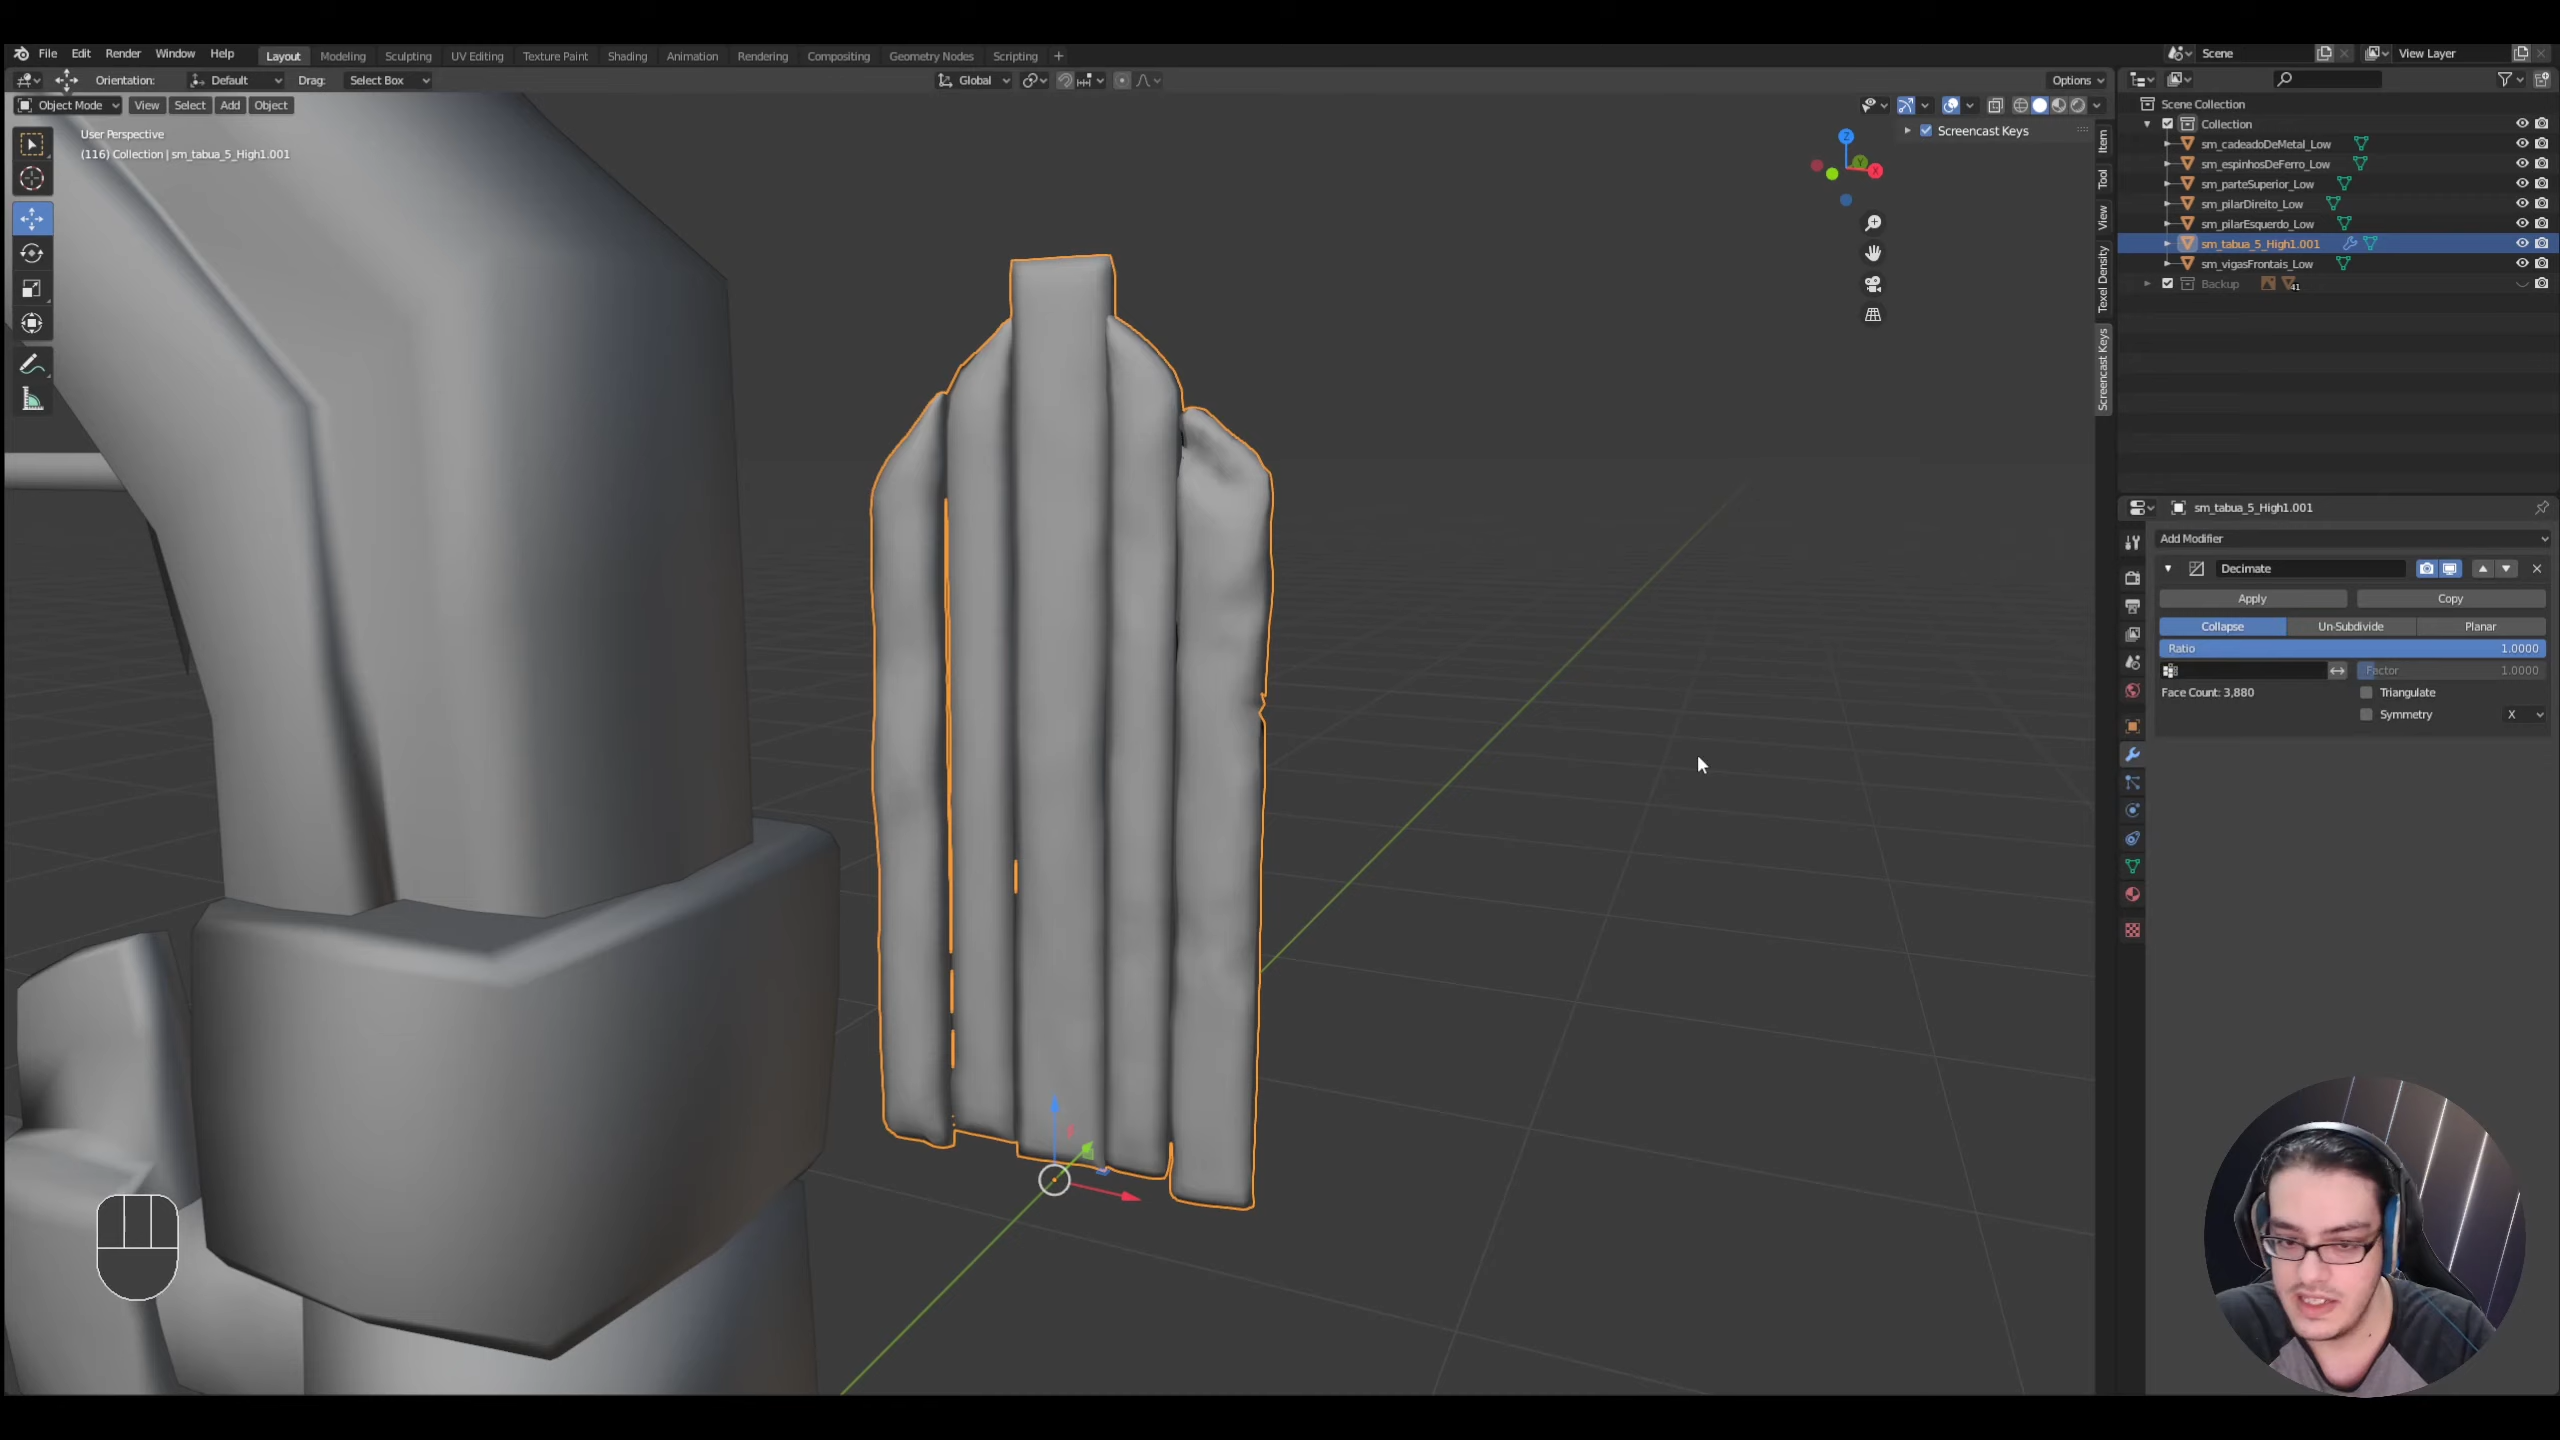 File Edit Render Window Help Layout Modeling Sculpting UV Editing Texture Paint Shading Animation Rendering Compositing Geometry Nodes Scripting + Scene View Layer
Orientation: Default Drag: Select Box Global Options
Object Mode View Select Add Object
User Perspective
(116) Collection | sm_tabua_5_High1.001
Screencast Keys
Z
Y
X
Item
Tool
View
Texel Density
Screencast Keys
Scene Collection
Collection
sm_cadeadoDeMetal_Low
sm_espinhosDeFerro_Low
sm_parteSuperior_Low
sm_pilarDireito_Low
sm_pilarEsquerdo_Low
sm_tabua_5_High1.001
sm_vigasFrontais_Low
Backup 41
sm_tabua_5_High1.001
Add Modifier
Decimate
Apply Copy
Collapse Un-Subdivide Planar
Ratio 1.0000
Factor 1.0000
Face Count: 3,880 Triangulate
Symmetry X